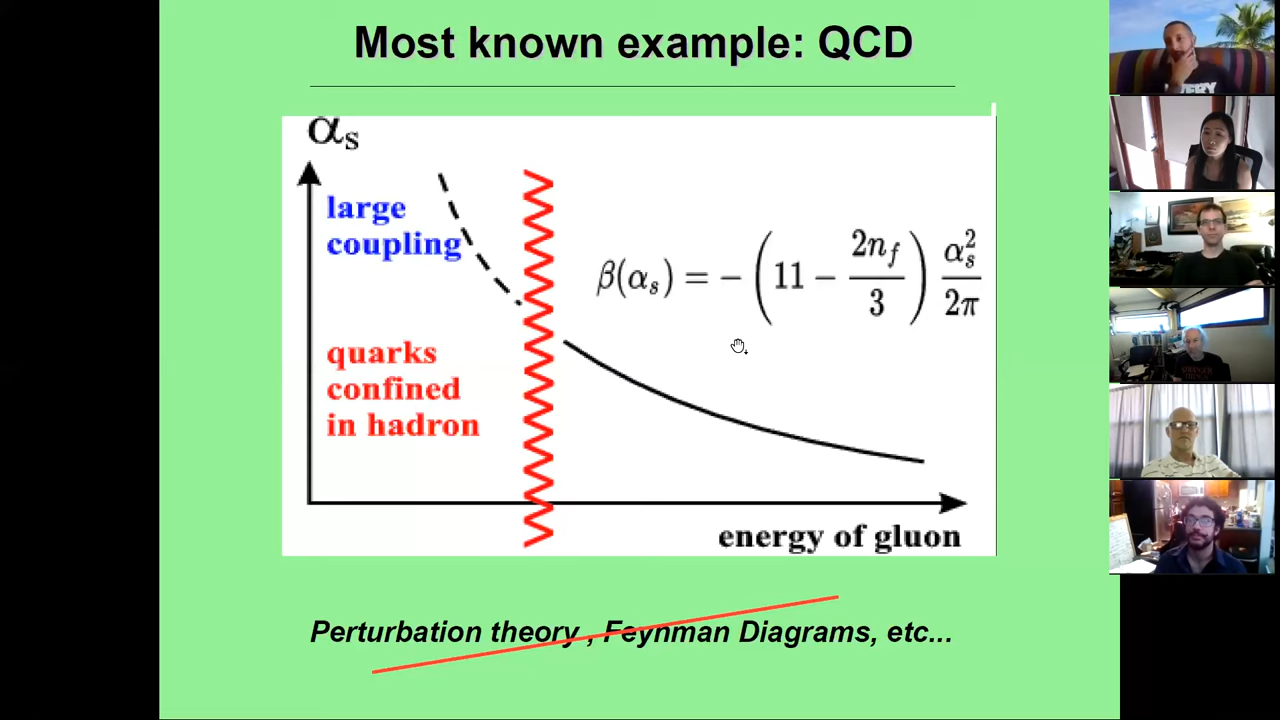 Most known example: QCD
αs
large
coupling
β(αs) = −(11 − 2nf/3) αs²/2π
quarks
confined
in hadron
energy of gluon
Perturbation theory , Feynman Diagrams, etc...